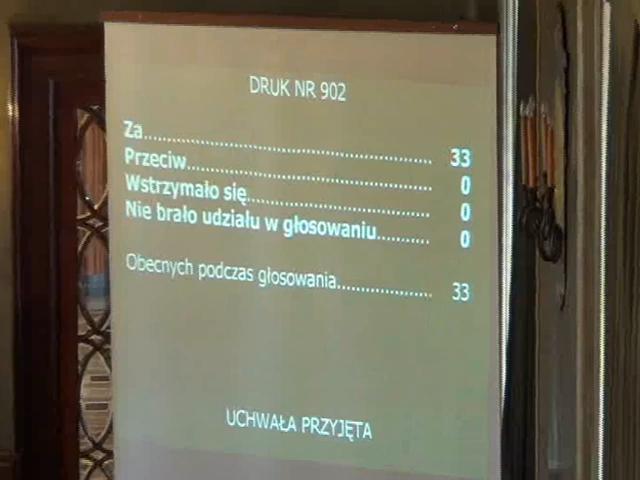 DRUK NR 902
Za.......................................................... 33
Przeciw.................................................. 0
Wstrzymało się..................................... 0
Nie brało udziału w głosowaniu.......... 0
Obecnych podczas głosowania.................. 33
UCHWAŁA PRZYJĘTA